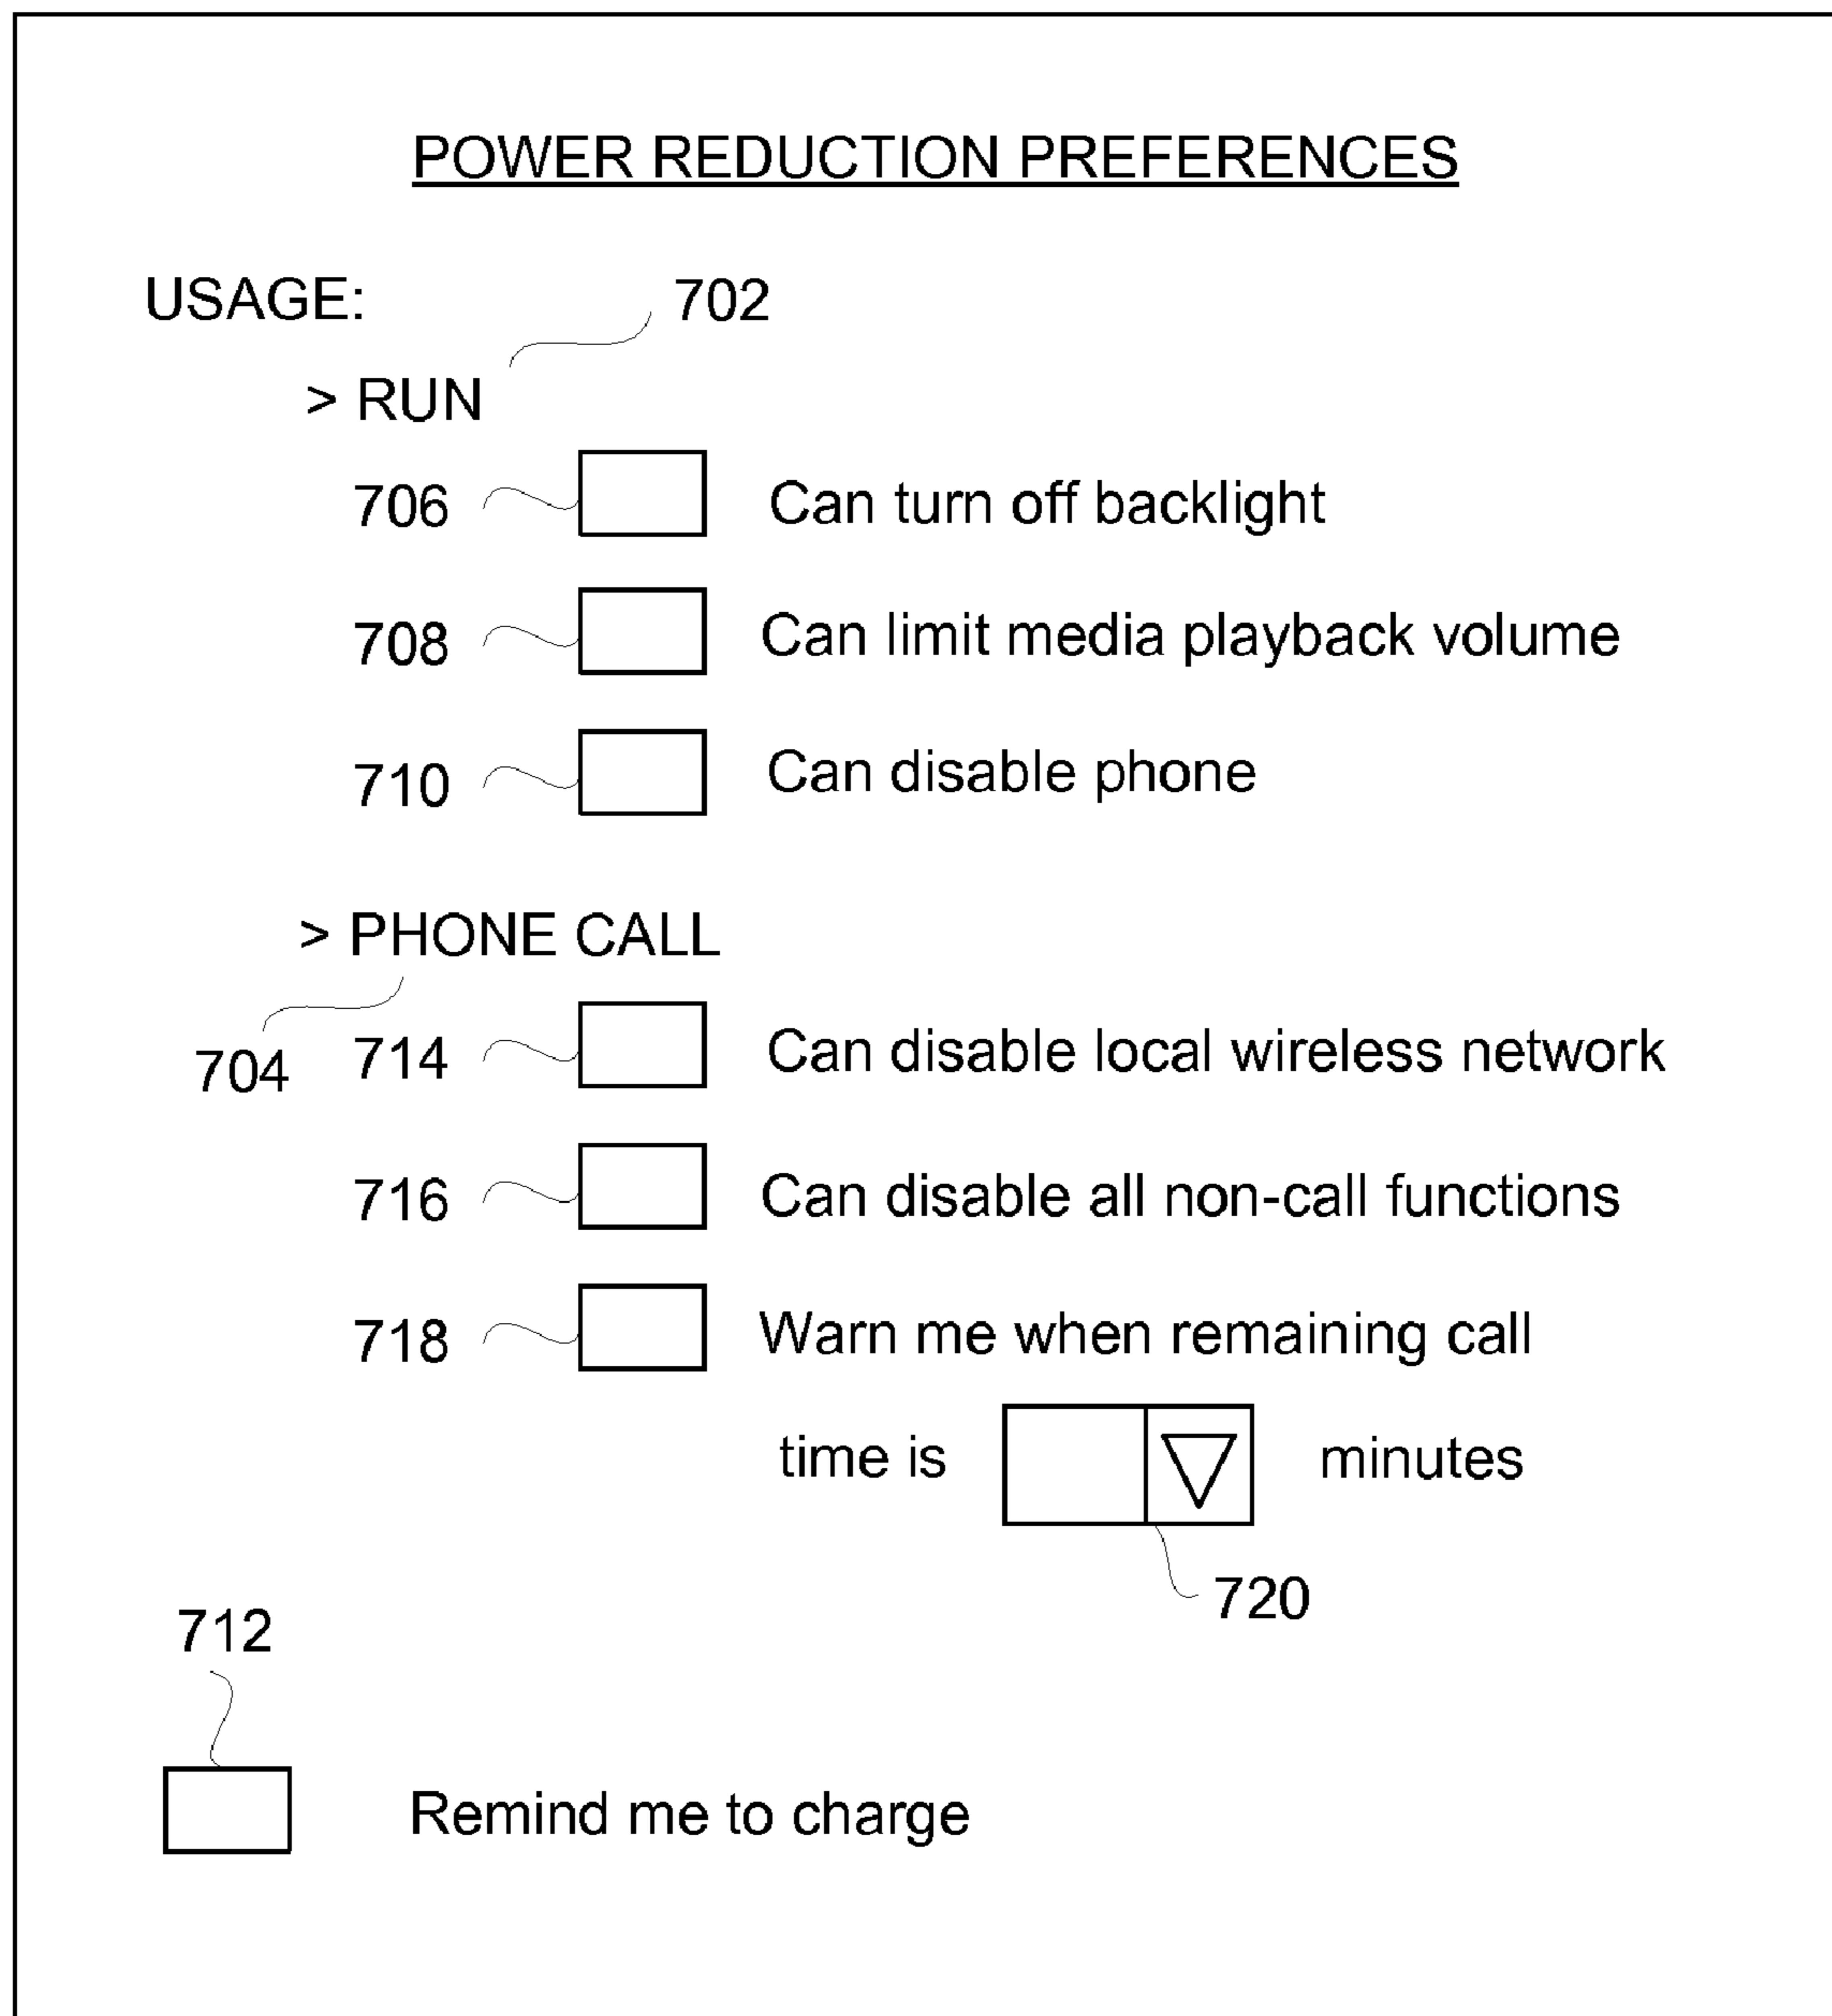 POWER REDUCTION PREFERENCES
USAGE:
702
> RUN
706 Can turn off backlight
708 Can limit media playback volume
710 Can disable phone
> PHONE CALL
704
714 Can disable local wireless network
716 Can disable all non-call functions
718 Warn me when remaining call
time is minutes
720
712
Remind me to charge